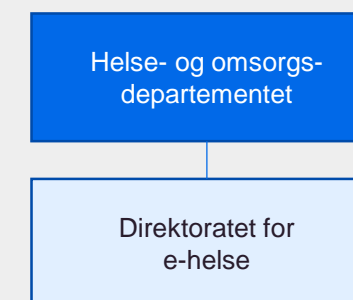 Helse- og omsorgs-
departementet
Direktoratet for
e-helse